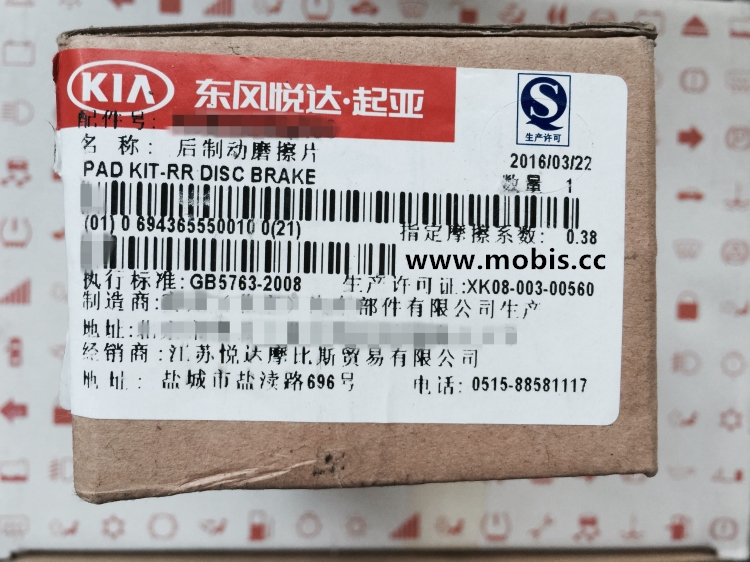 KIA 东风悦达·起亚
生产许可
配件号:
名 称: 后制动磨擦片
2016/03/22
PAD KIT-RR DISC BRAKE
数量 1
(01) 0 694365550010 0(21)
指定摩擦系数: 0.38
www.mobis.cc
执行标准: GB5763-2008 生产许可证:XK08-003-00560
制造商: 部件有限公司生产
地址:
经销商: 江苏悦达摩比斯贸易有限公司
地址: 盐城市盐渎路696号 电话: 0515-88581117